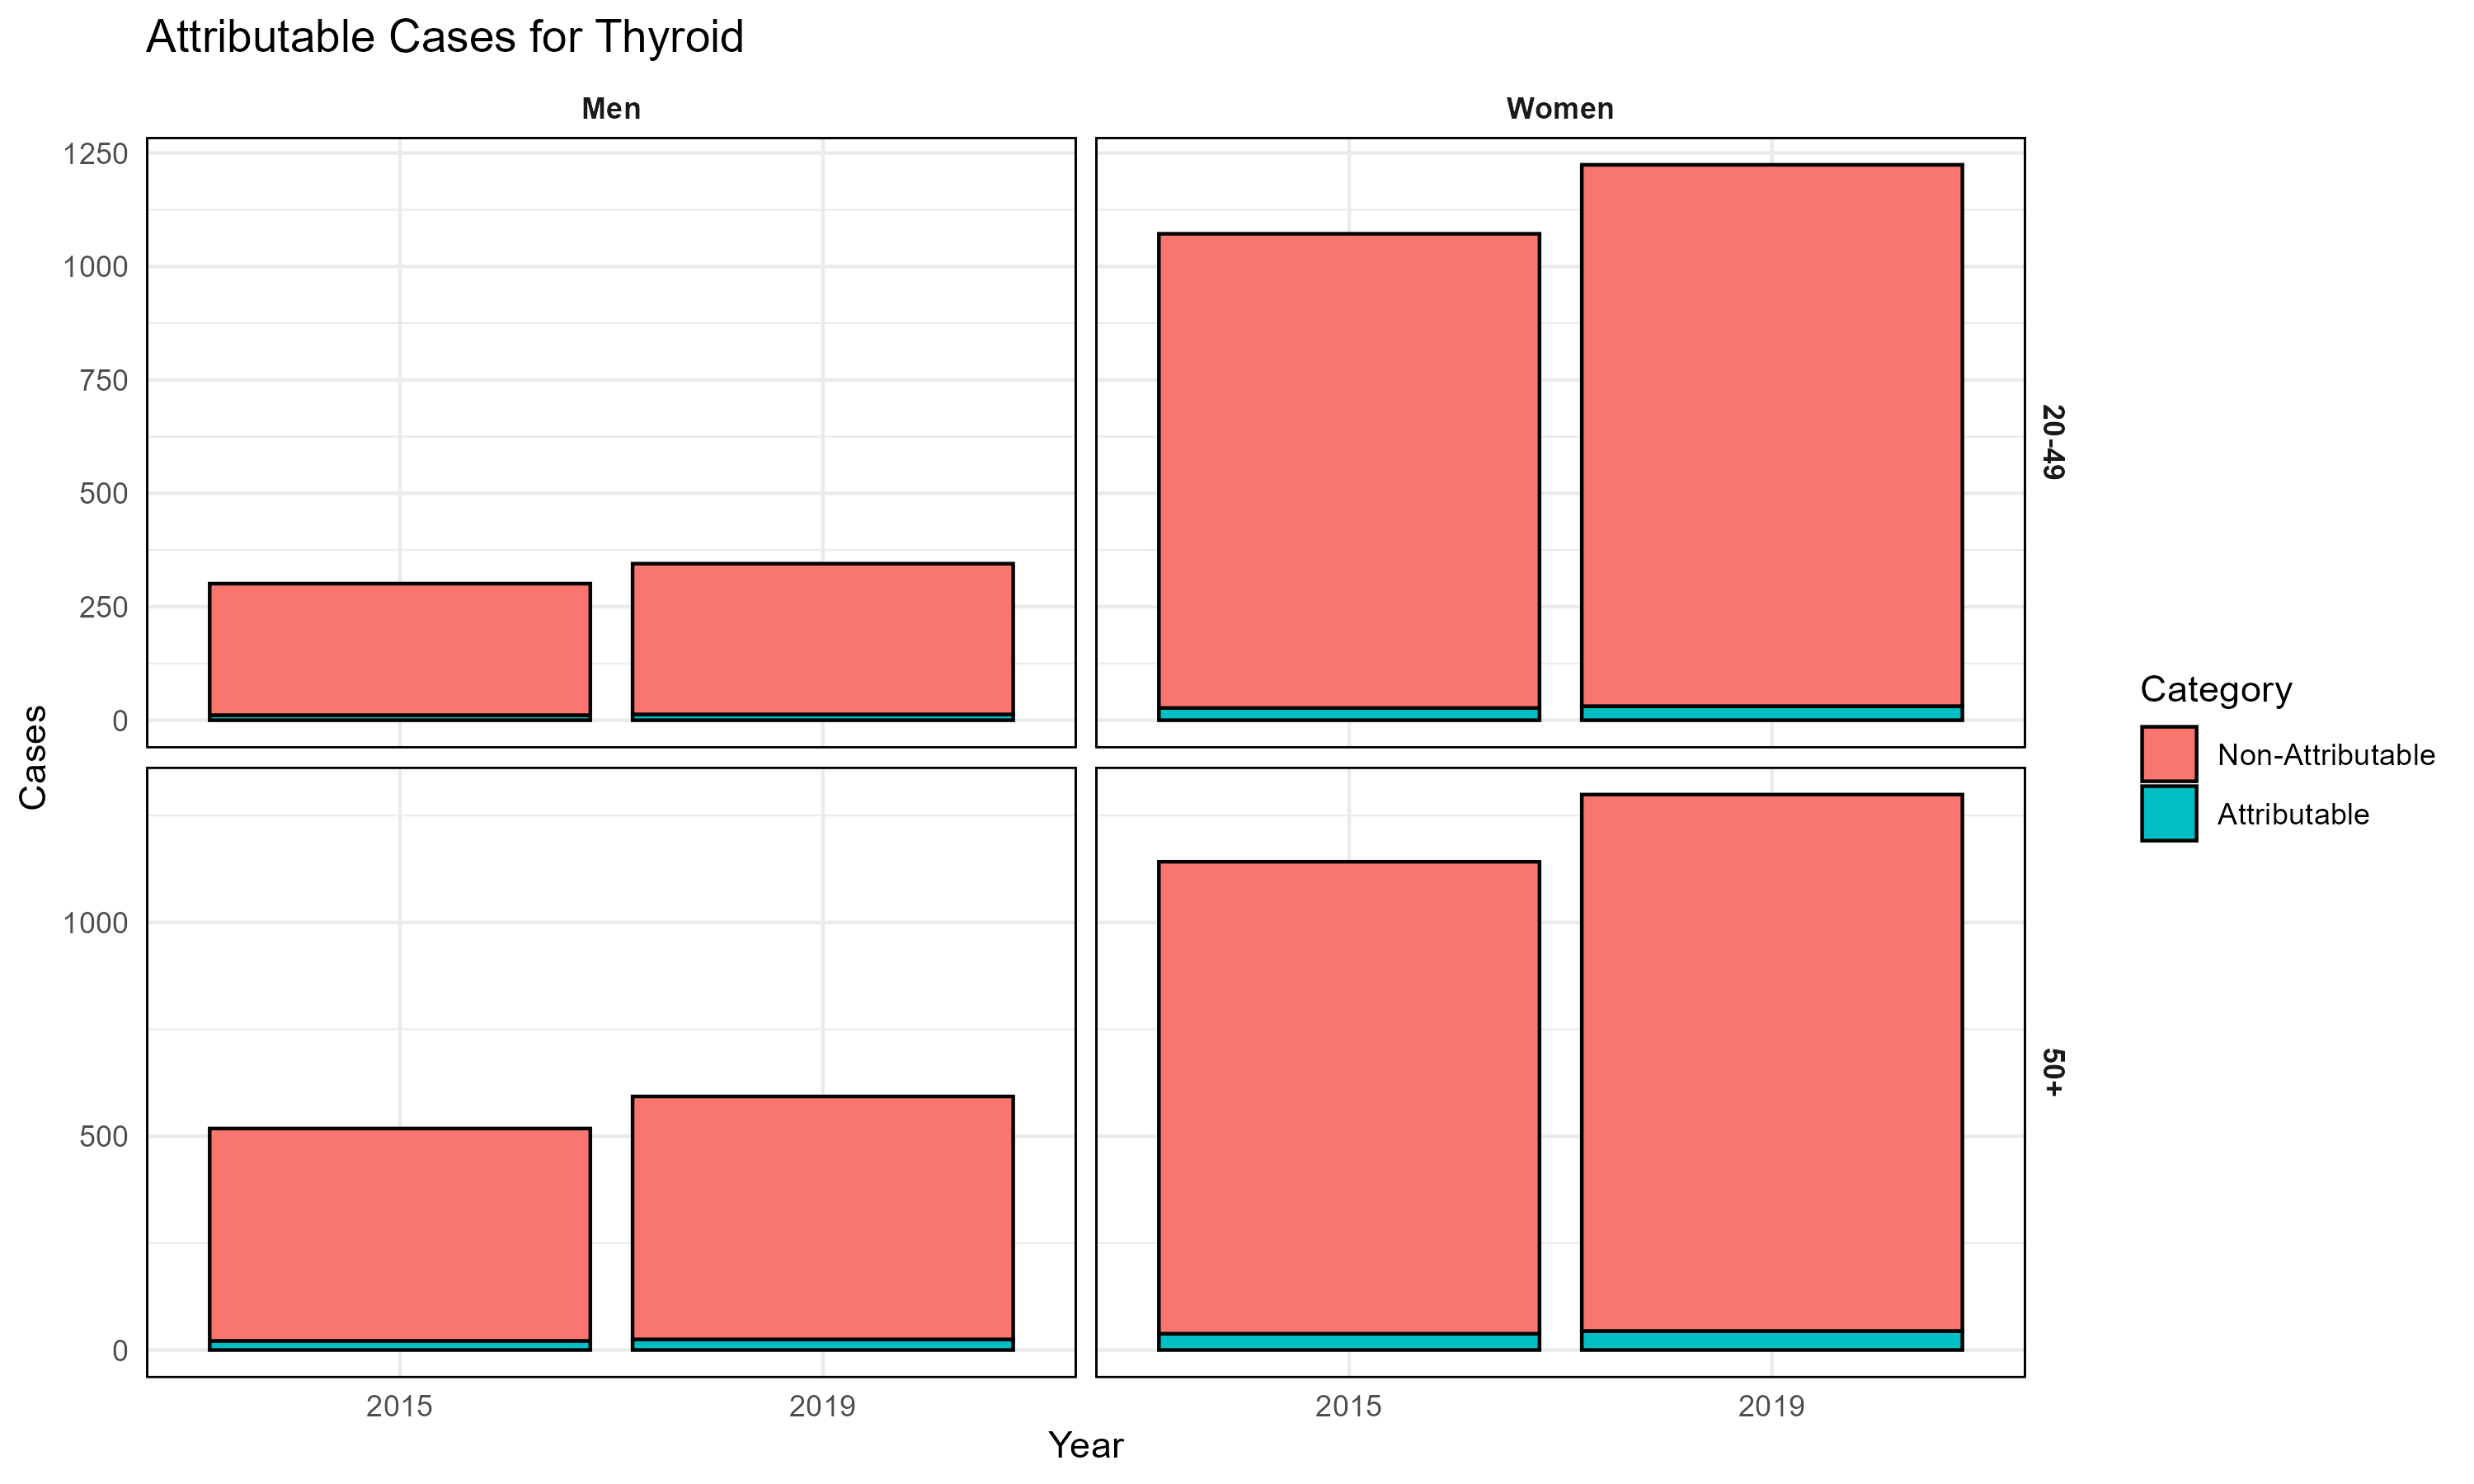 Attributable Cases for Thyroid
Men
Women
1250
1000
750
500
250
0
20-49
Cases
1000
500
0
50+
2015
2019
2015
2019
Year
Category
Non-Attributable
Attributable